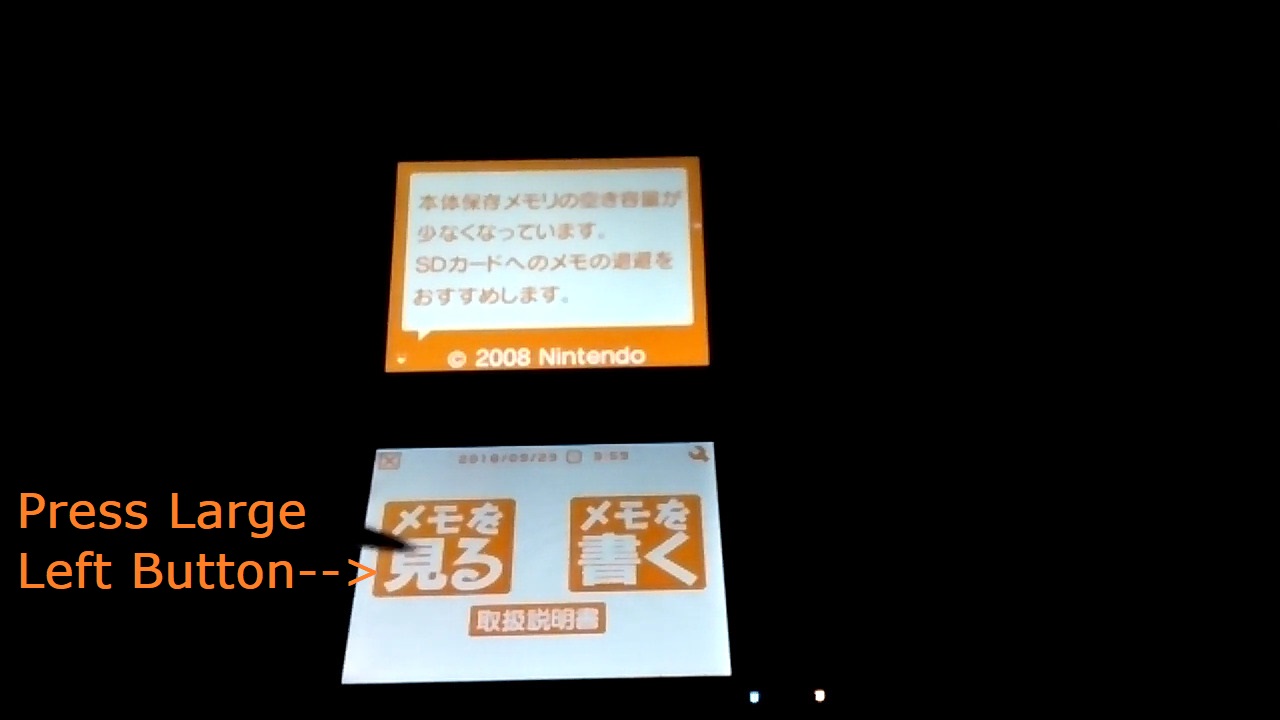 本体保存メモリの空き容量が
少なくなっています。
SDカードへのメモの避難を
おすすめします。
© 2008 Nintendo
メモを
見る
メモを
書く
取扱説明書
Press Large
Left Button-->